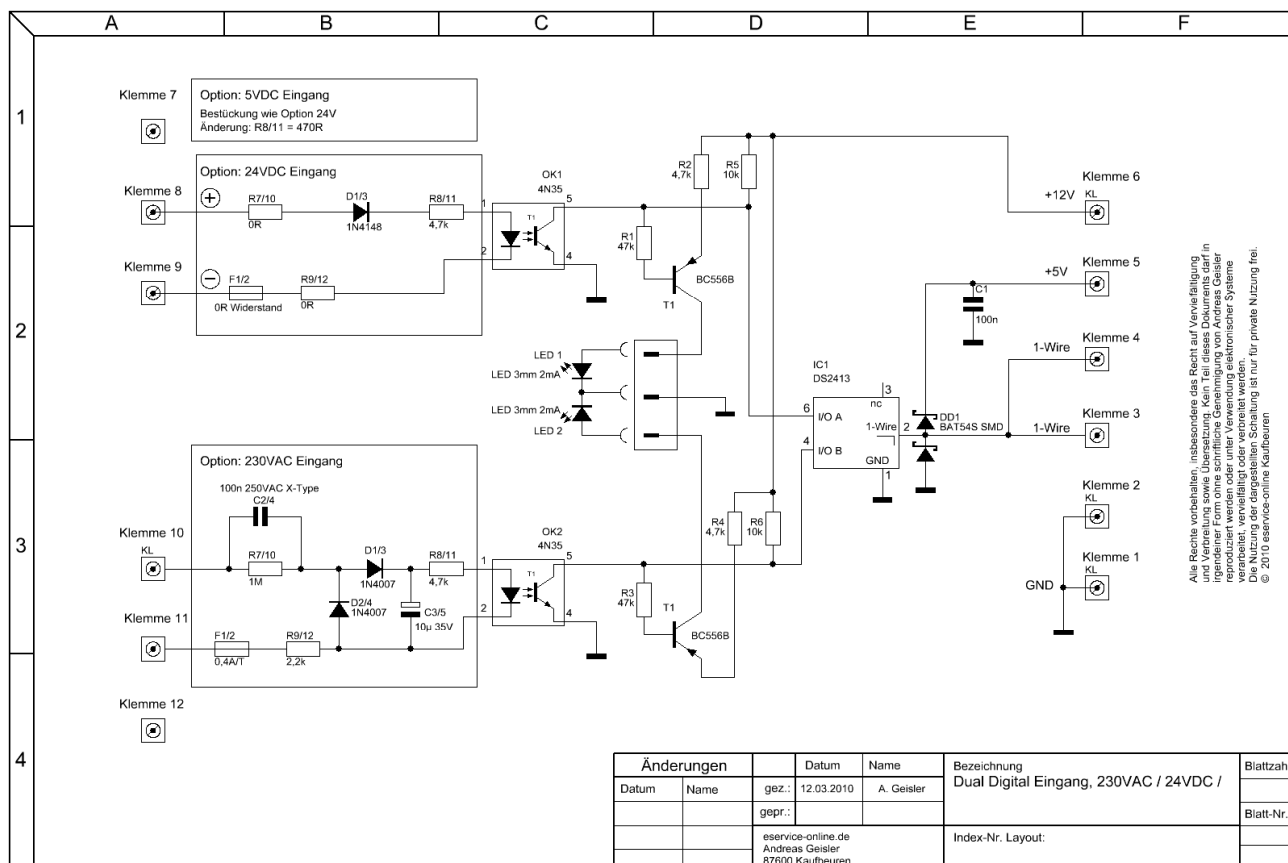 A B C D E F
1
2
3
4
Klemme 7
Option: 5VDC Eingang
Bestückung wie Option 24V
Änderung: R8/11 = 470R
Option: 24VDC Eingang
Klemme 8
R7/10
0R
D1/3
1N4148
R8/11
4,7k
Klemme 9
F1/2
0R Widerstand
R9/12
0R
OK1
4N35
1
2
5
4
T1
R1
47k
R2
4,7k
R5
10k
BC556B
T1
LED 1
LED 3mm 2mA
LED 3mm 2mA
LED 2
IC1
DS2413
6
I/O A
4
I/O B
3
nc
1-Wire
2
GND
1
DD1
BAT54S SMD
C1
100n
+12V
Klemme 6
KL
+5V
Klemme 5
1-Wire
Klemme 4
1-Wire
Klemme 3
Klemme 2
KL
Klemme 1
KL
GND
Option: 230VAC Eingang
100n 250VAC X-Type
C2/4
Klemme 10
KL
R7/10
1M
D1/3
1N4007
R8/11
4,7k
D2/4
1N4007
C3/5
10µ 35V
Klemme 11
F1/2
0,4A/T
R9/12
2,2k
Klemme 12
OK2
4N35
1
2
5
4
T1
R3
47k
R4
4,7k
R6
10k
T1
BC556B
Alle Rechte vorbehalten, insbesondere das Recht auf Vervielfältigung
und Verbreitung sowie Übersetzung. Kein Teil dieses Dokuments darf in
irgendeiner Form ohne schriftliche Genehmigung von Andreas Geisler
reproduziert werden oder unter Verwendung elektronischer Systeme
verarbeitet, vervielfältigt oder verbreitet werden.
Die Nutzung der dargestellten Schaltung ist nur für private Nutzung frei.
© 2010 eservice-online Kaufbeuren
Änderungen
Datum Name
Datum Name
gez.: 12.03.2010 A. Geisler
gepr.:
eservice-online.de
Andreas Geisler
87600 Kaufbeuren
Bezeichnung
Dual Digital Eingang, 230VAC / 24VDC /
Index-Nr. Layout:
Blattzah
Blatt-Nr.